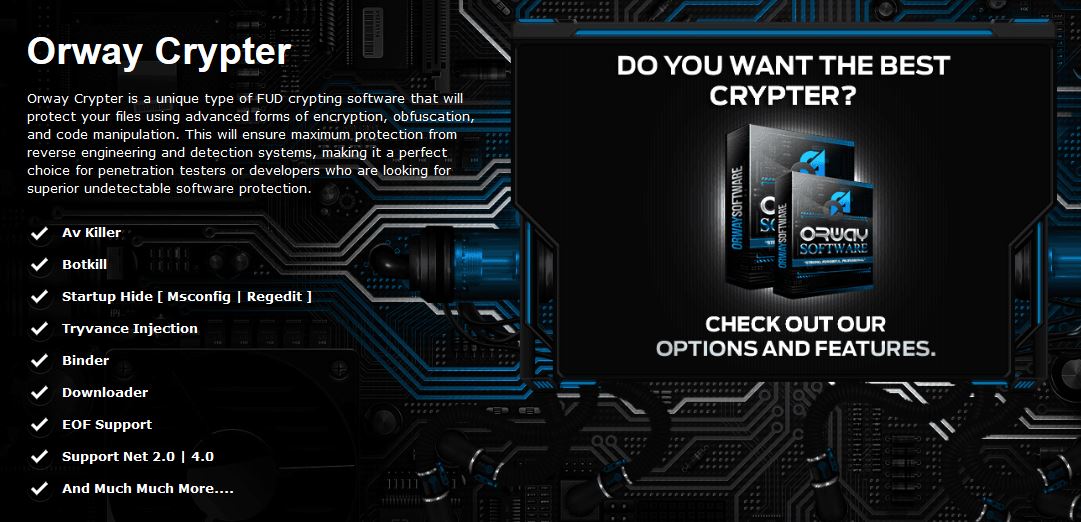 Orway Crypter
Orway Crypter is a unique type of FUD crypting software that will
protect your files using advanced forms of encryption, obfuscation,
and code manipulation. This will ensure maximum protection from
reverse engineering and detection systems, making it a perfect
choice for penetration testers or developers who are looking for
superior undetectable software protection.
Av Killer
Botkill
Startup Hide [ Msconfig | Regedit ]
Tryvance Injection
Binder
Downloader
EOF Support
Support Net 2.0 | 4.0
And Much Much More....
DO YOU WANT THE BEST
CRYPTER?
ORWAYSOFTWARE
ORWAYSOFTWARE
ORWAY
SOFTWARE
CHECK OUT OUR
OPTIONS AND FEATURES.